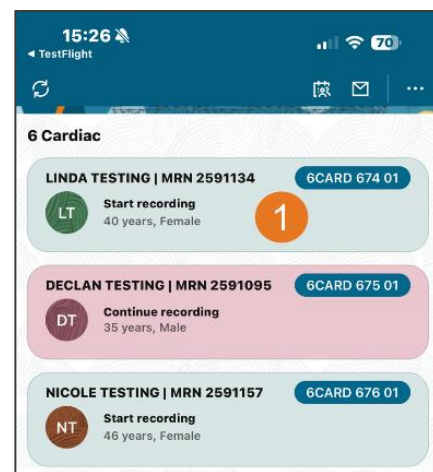 15:26
70
◀ TestFlight
6 Cardiac
LINDA TESTING | MRN 2591134 6CARD 674 01
LT
Start recording
40 years, Female
1
DECLAN TESTING | MRN 2591095 6CARD 675 01
DT
Continue recording
35 years, Male
NICOLE TESTING | MRN 2591157 6CARD 676 01
NT
Start recording
46 years, Female